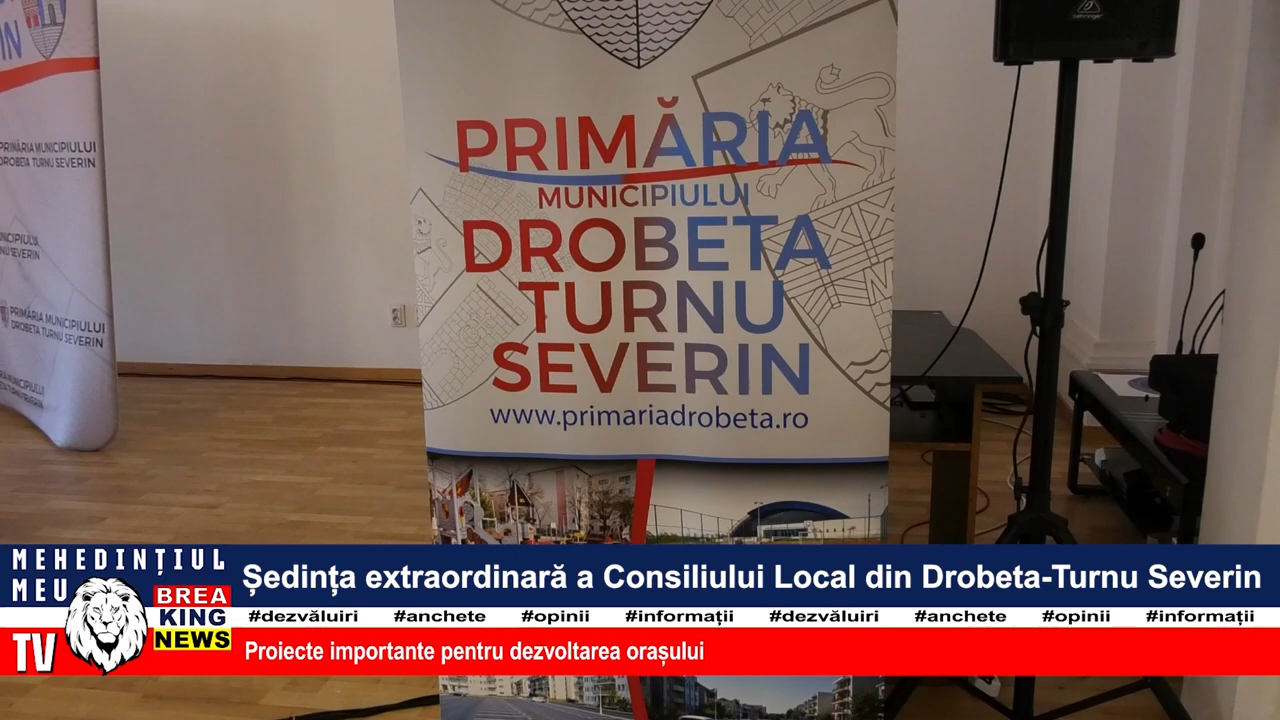 IN
PRIMĂRIA MUNICIPIULUI
DROBETA TURNU SEVERIN
PRIMĂRIA MUNICIPIULUI
DROBETA TURNU SEVERIN
behringer
PRIMĂRIA
MUNICIPIULUI
DROBETA
TURNU
SEVERIN
www.primariadrobeta.ro
MEHEDINȚIUL
MEU
TV
BREA
KING
NEWS
Ședința extraordinară a Consiliului Local din Drobeta-Turnu Severin
#dezvăluiri #anchete #opinii #informații #dezvăluiri #anchete #opinii #informații
Proiecte importante pentru dezvoltarea orașului